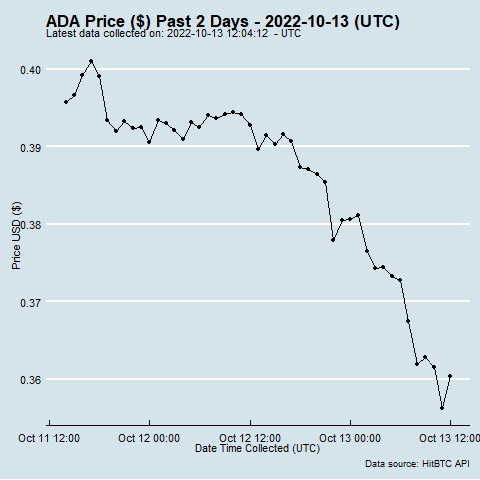 ADA Price ($) Past 2 Days - 2022-10-13 (UTC)
Latest data collected on: 2022-10-13 12:04:12  - UTC
Price USD ($)
0.40
0.39
0.38
0.37
0.36
Oct 11 12:00
Oct 12 00:00
Oct 12 12:00
Oct 13 00:00
Oct 13 12:00
Date Time Collected (UTC)
Data source: HitBTC API